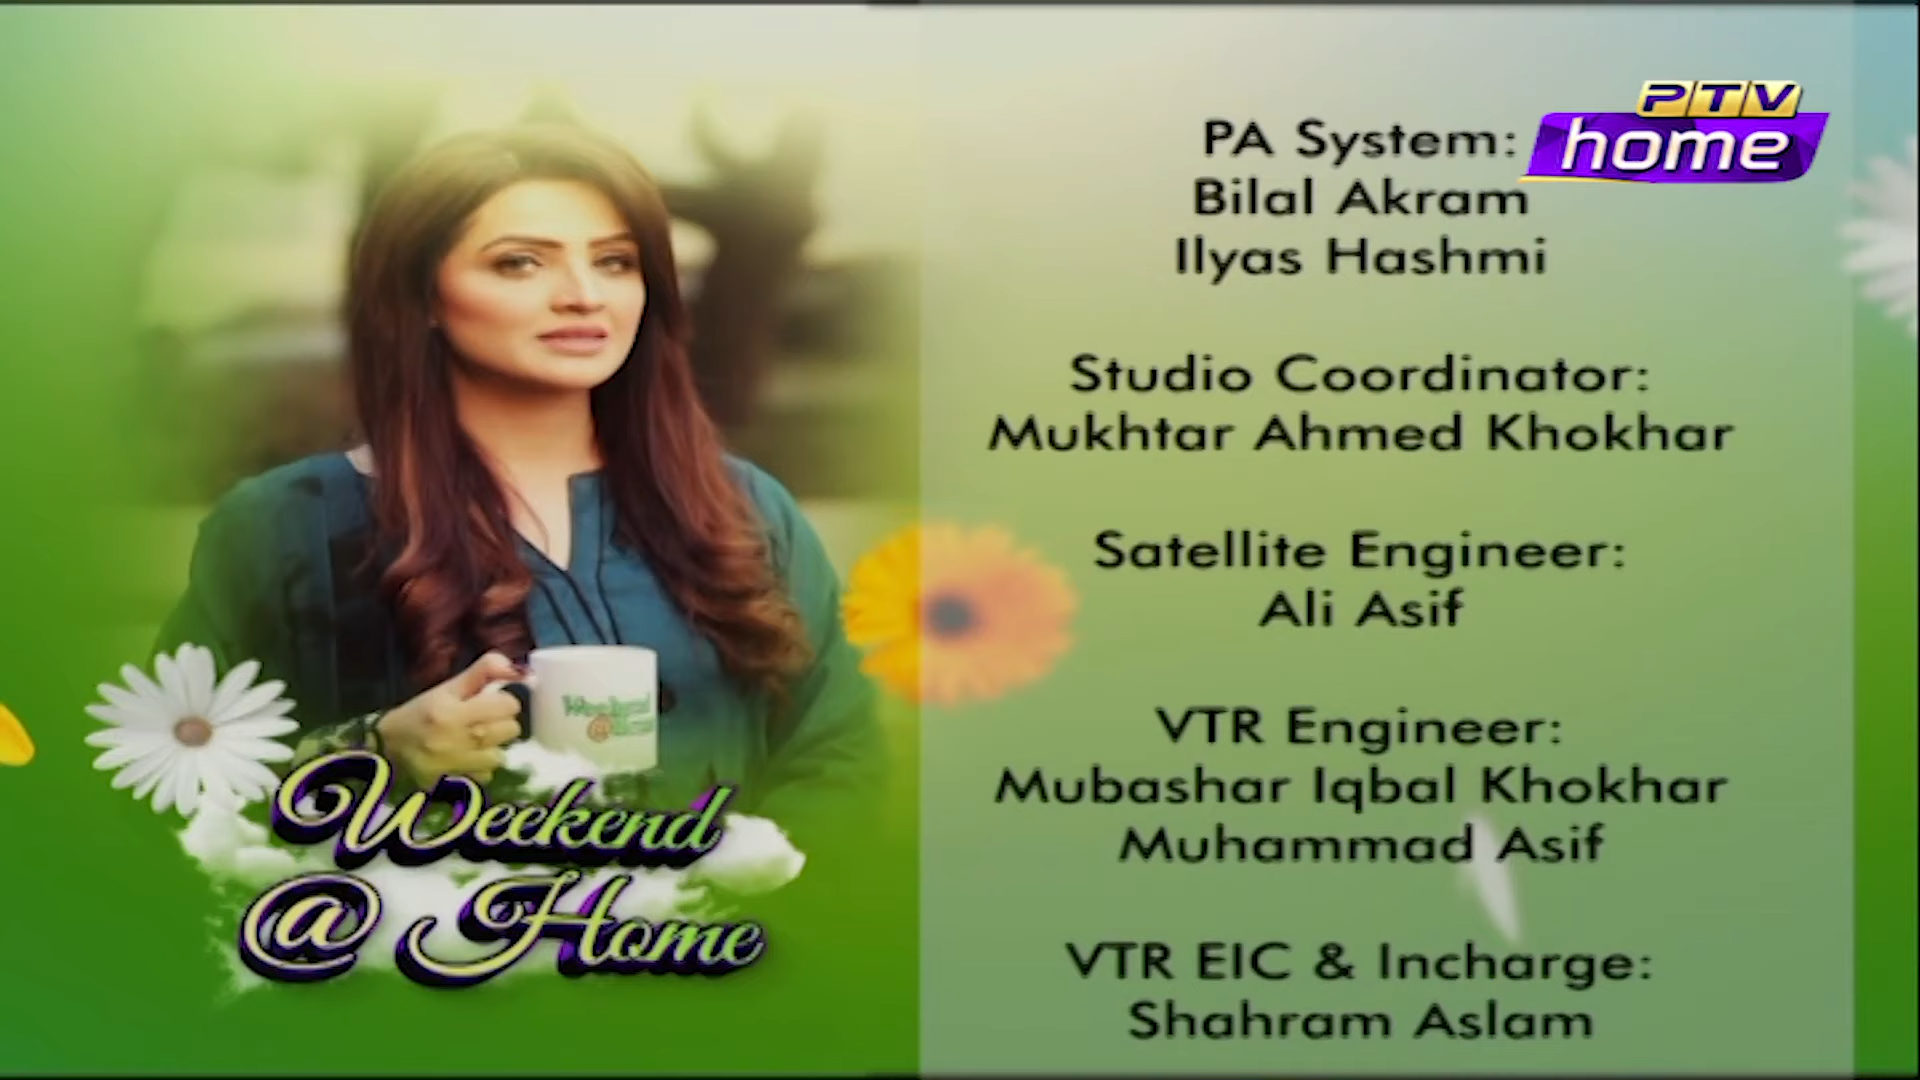 PTV
home
PA System:
Bilal Akram
Ilyas Hashmi
Studio Coordinator:
Mukhtar Ahmed Khokhar
Satellite Engineer:
Ali Asif
VTR Engineer:
Mubashar Iqbal Khokhar
Muhammad Asif
VTR EIC & Incharge:
Shahram Aslam
Weekend
@
Weekend
@ Home